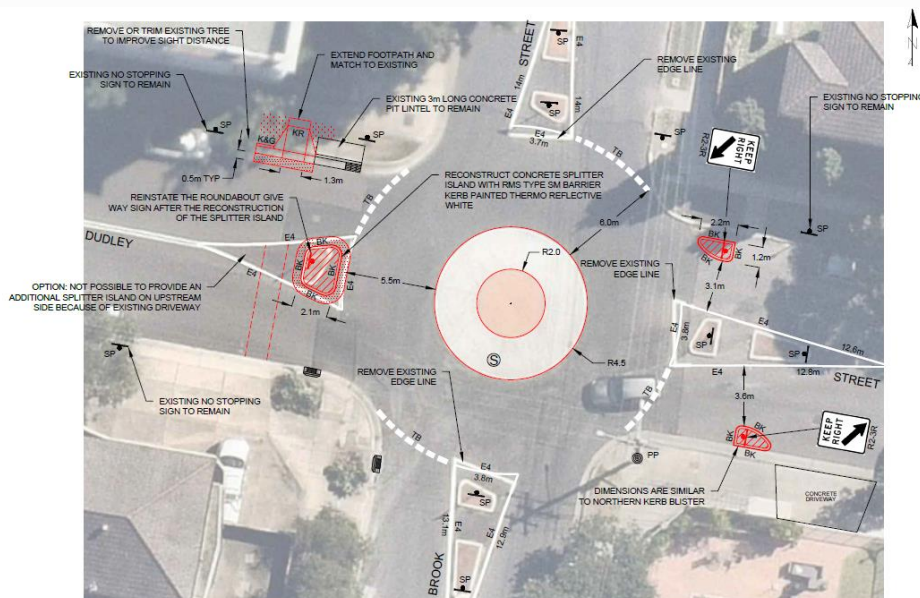 REMOVE OR TRIM EXISTING TREE
TO IMPROVE SIGHT DISTANCE
EXTEND FOOTPATH AND
MATCH TO EXISTING
EXISTING NO STOPPING
SIGN TO REMAIN
SP
KR
K&G
EXISTING 3m LONG CONCRETE
PIT LINTEL TO REMAIN
SP
0.5m TYP
1.3m
STREET
SP
E4
14m
14m
SP
E4
3.7m
REMOVE EXISTING
EDGE LINE
N
EXISTING NO STOPPING
SIGN TO REMAIN
SP
KEEP
RIGHT
R2-3R
TB
TB
SP
RECONSTRUCT CONCRETE SPLITTER
ISLAND WITH RMS TYPE SM BARRIER
KERB PAINTED THERMO REFLECTIVE
WHITE
REINSTATE THE ROUNDABOUT GIVE
WAY SIGN AFTER THE RECONSTRUCTION
OF THE SPLITTER ISLAND
DUDLEY
E4
E4
BK
BK
BK
BK
E4
5.5m
2.1m
OPTION: NOT POSSIBLE TO PROVIDE AN
ADDITIONAL SPLITTER ISLAND ON UPSTREAM
SIDE BECAUSE OF EXISTING DRIVEWAY
6.0m
R2.0
R4.5
S
2.2m
BK
BK
1.2m
3.1m
REMOVE EXISTING
EDGE LINE
E4
3.8m
SP
E4
12.6m
SP
E4
12.8m
STREET
SP
EXISTING NO STOPPING
SIGN TO REMAIN
REMOVE EXISTING
EDGE LINE
TB
TB
3.6m
BK
BK
BK
KEEP
RIGHT
R2-3R
PP
DIMENSIONS ARE SIMILAR
TO NORTHERN KERB BLISTER
CONCRETE
DRIVEWAY
E4
3.6m
SP
13.1m
E4
E4
12.9m
SP
BROOK